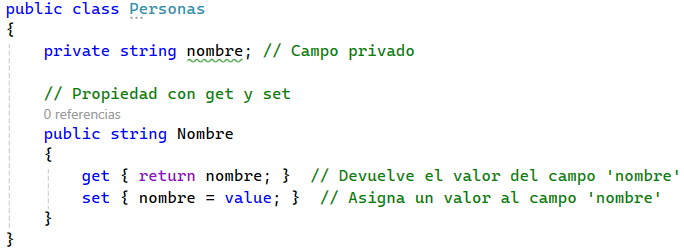 public class Personas
{
    private string nombre; // Campo privado

    // Propiedad con get y set
    0 referencias
    public string Nombre
    {
        get { return nombre; }  // Devuelve el valor del campo 'nombre'
        set { nombre = value; }  // Asigna un valor al campo 'nombre'
    }
}